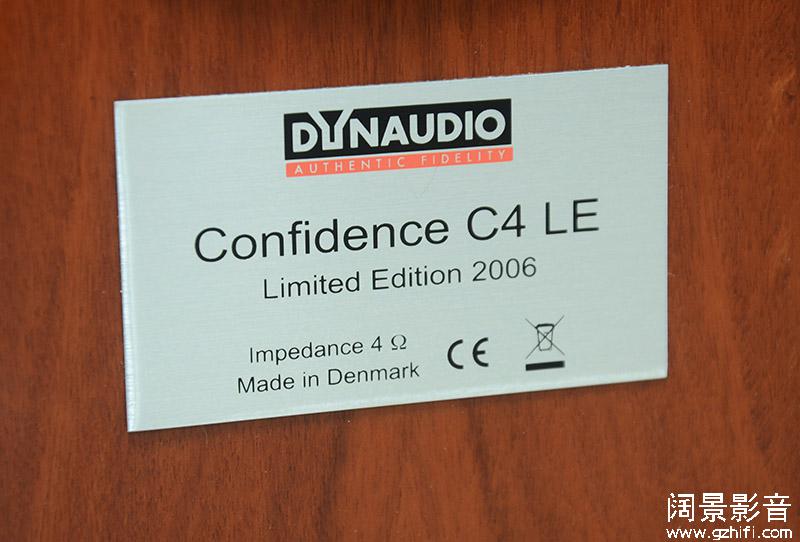 DYNAUDIO
AUTHENTIC FIDELITY
Confidence C4 LE
Limited Edition 2006
Impedance 4 Ω
Made in Denmark
CE
阔景影音
www.gzhifi.com